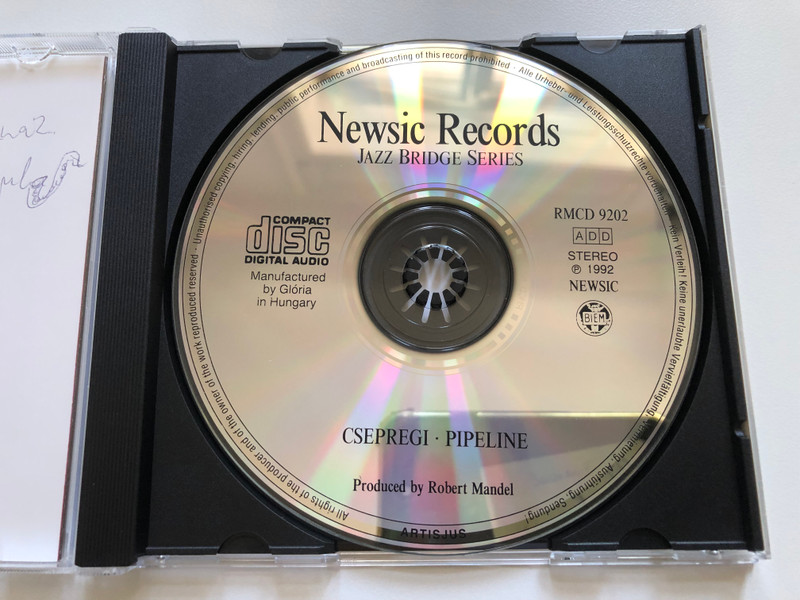 Newsic Records
JAZZ BRIDGE SERIES
COMPACT
disc
DIGITAL AUDIO
Manufactured
by Glória
in Hungary
RMCD 9202
ADD
STEREO
℗ 1992
NEWSIC
BIEM
CSEPREGI · PIPELINE
Produced by Robert Mandel
ARTISJUS
All rights of the producer and of the owner of the work reproduced reserved · Unauthorised copying, hiring, lending, public performance and broadcasting of this record prohibited · Alle Urheber- und Leistungsschutzrechte vorbehalten. Kein Verleih! Keine unerlaubte Vervielfältigung, Vermietung, Aufführung, Sendung!